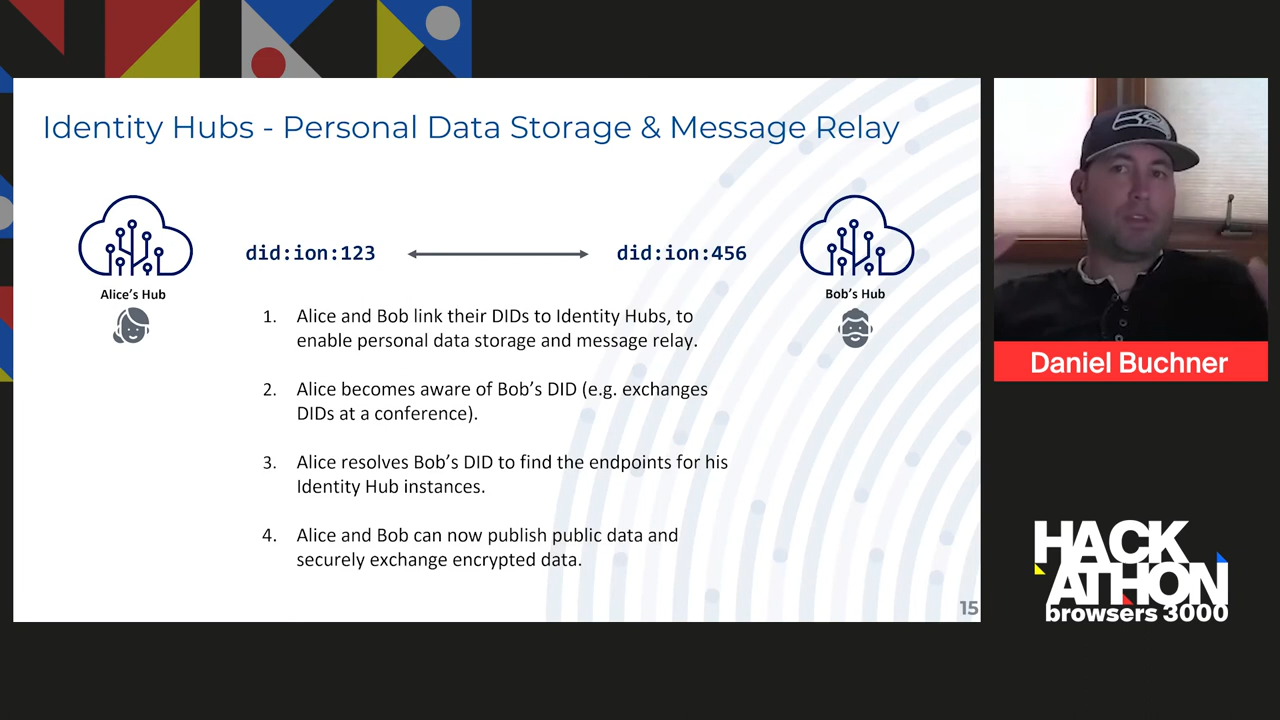 Identity Hubs - Personal Data Storage & Message Relay
did:ion:123
did:ion:456
Alice's Hub
Bob's Hub
1. Alice and Bob link their DIDs to Identity Hubs, to
enable personal data storage and message relay.
2. Alice becomes aware of Bob's DID (e.g. exchanges
DIDs at a conference).
3. Alice resolves Bob's DID to find the endpoints for his
Identity Hub instances.
4. Alice and Bob can now publish public data and
securely exchange encrypted data.
15
Daniel Buchner
HACK
ATHON
browsers 3000